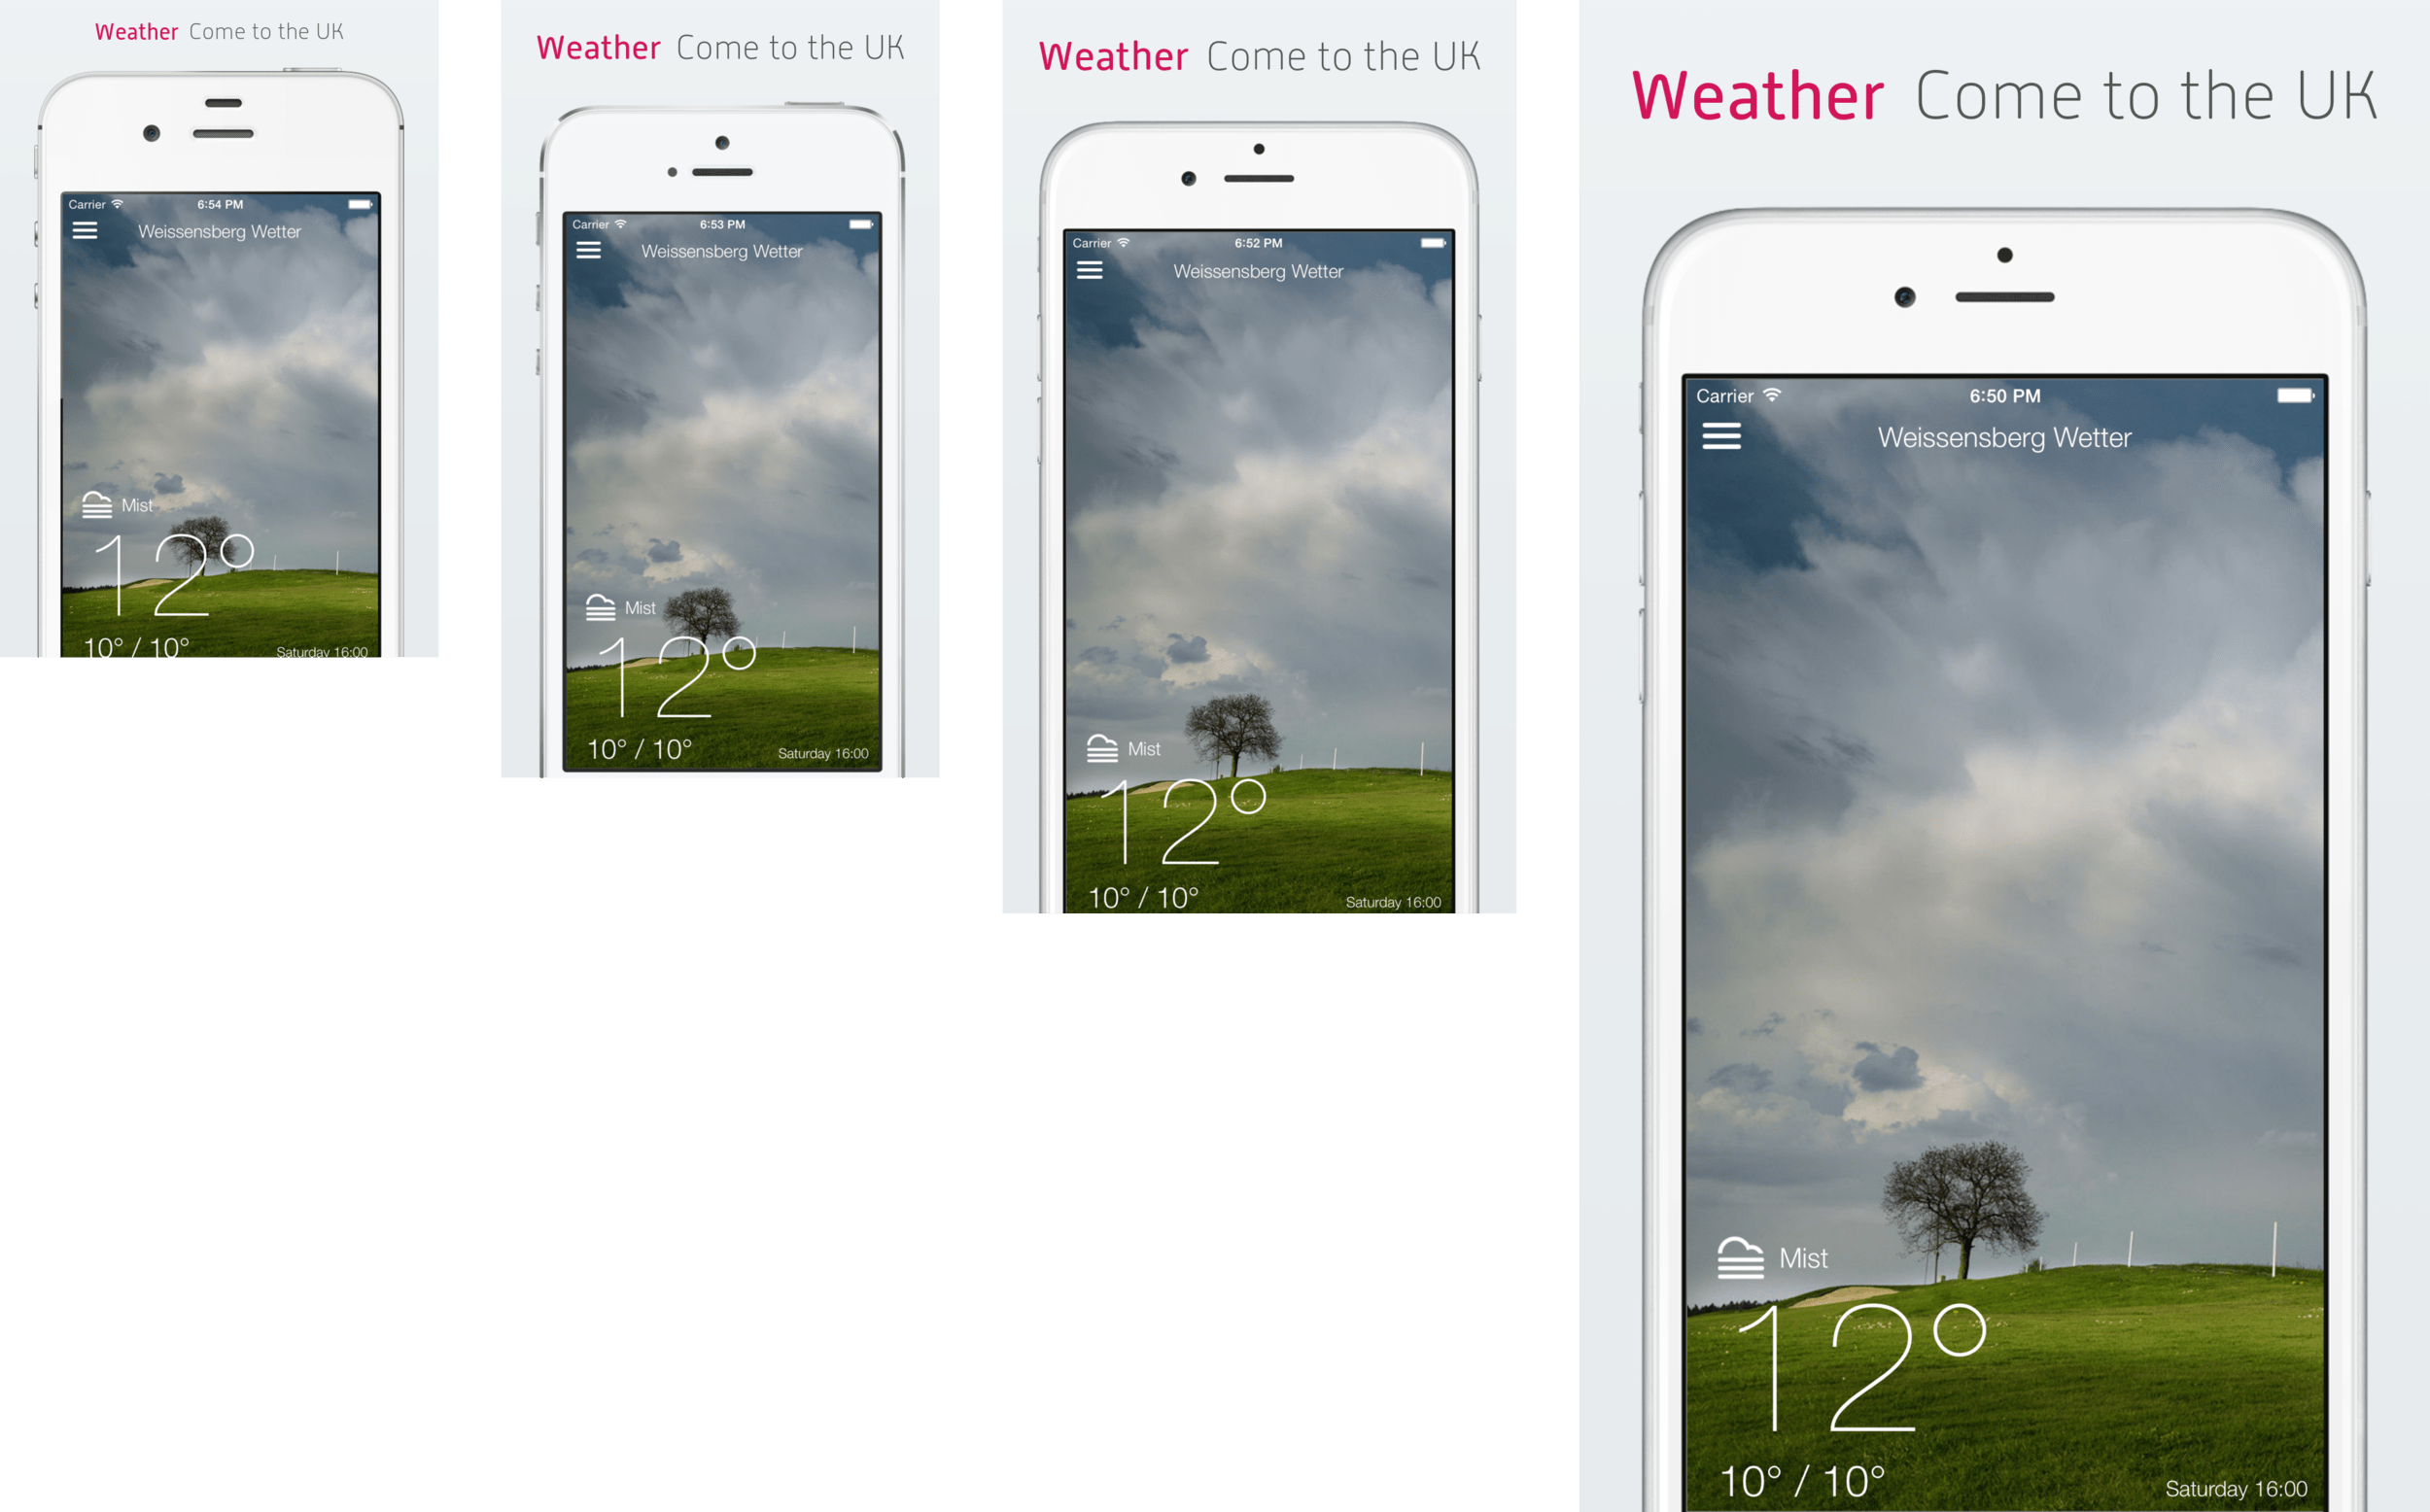 Weather Come to the UK
Carrier 6:54 PM
Weissensberg Wetter
Mist
12°
10° / 10° Saturday 16:00
Weather Come to the UK
Carrier 6:53 PM
Weissensberg Wetter
Mist
12°
10° / 10° Saturday 16:00
Weather Come to the UK
Carrier 6:52 PM
Weissensberg Wetter
Mist
12°
10° / 10° Saturday 16:00
Weather Come to the UK
Carrier 6:50 PM
Weissensberg Wetter
Mist
12°
10° / 10° Saturday 16:00